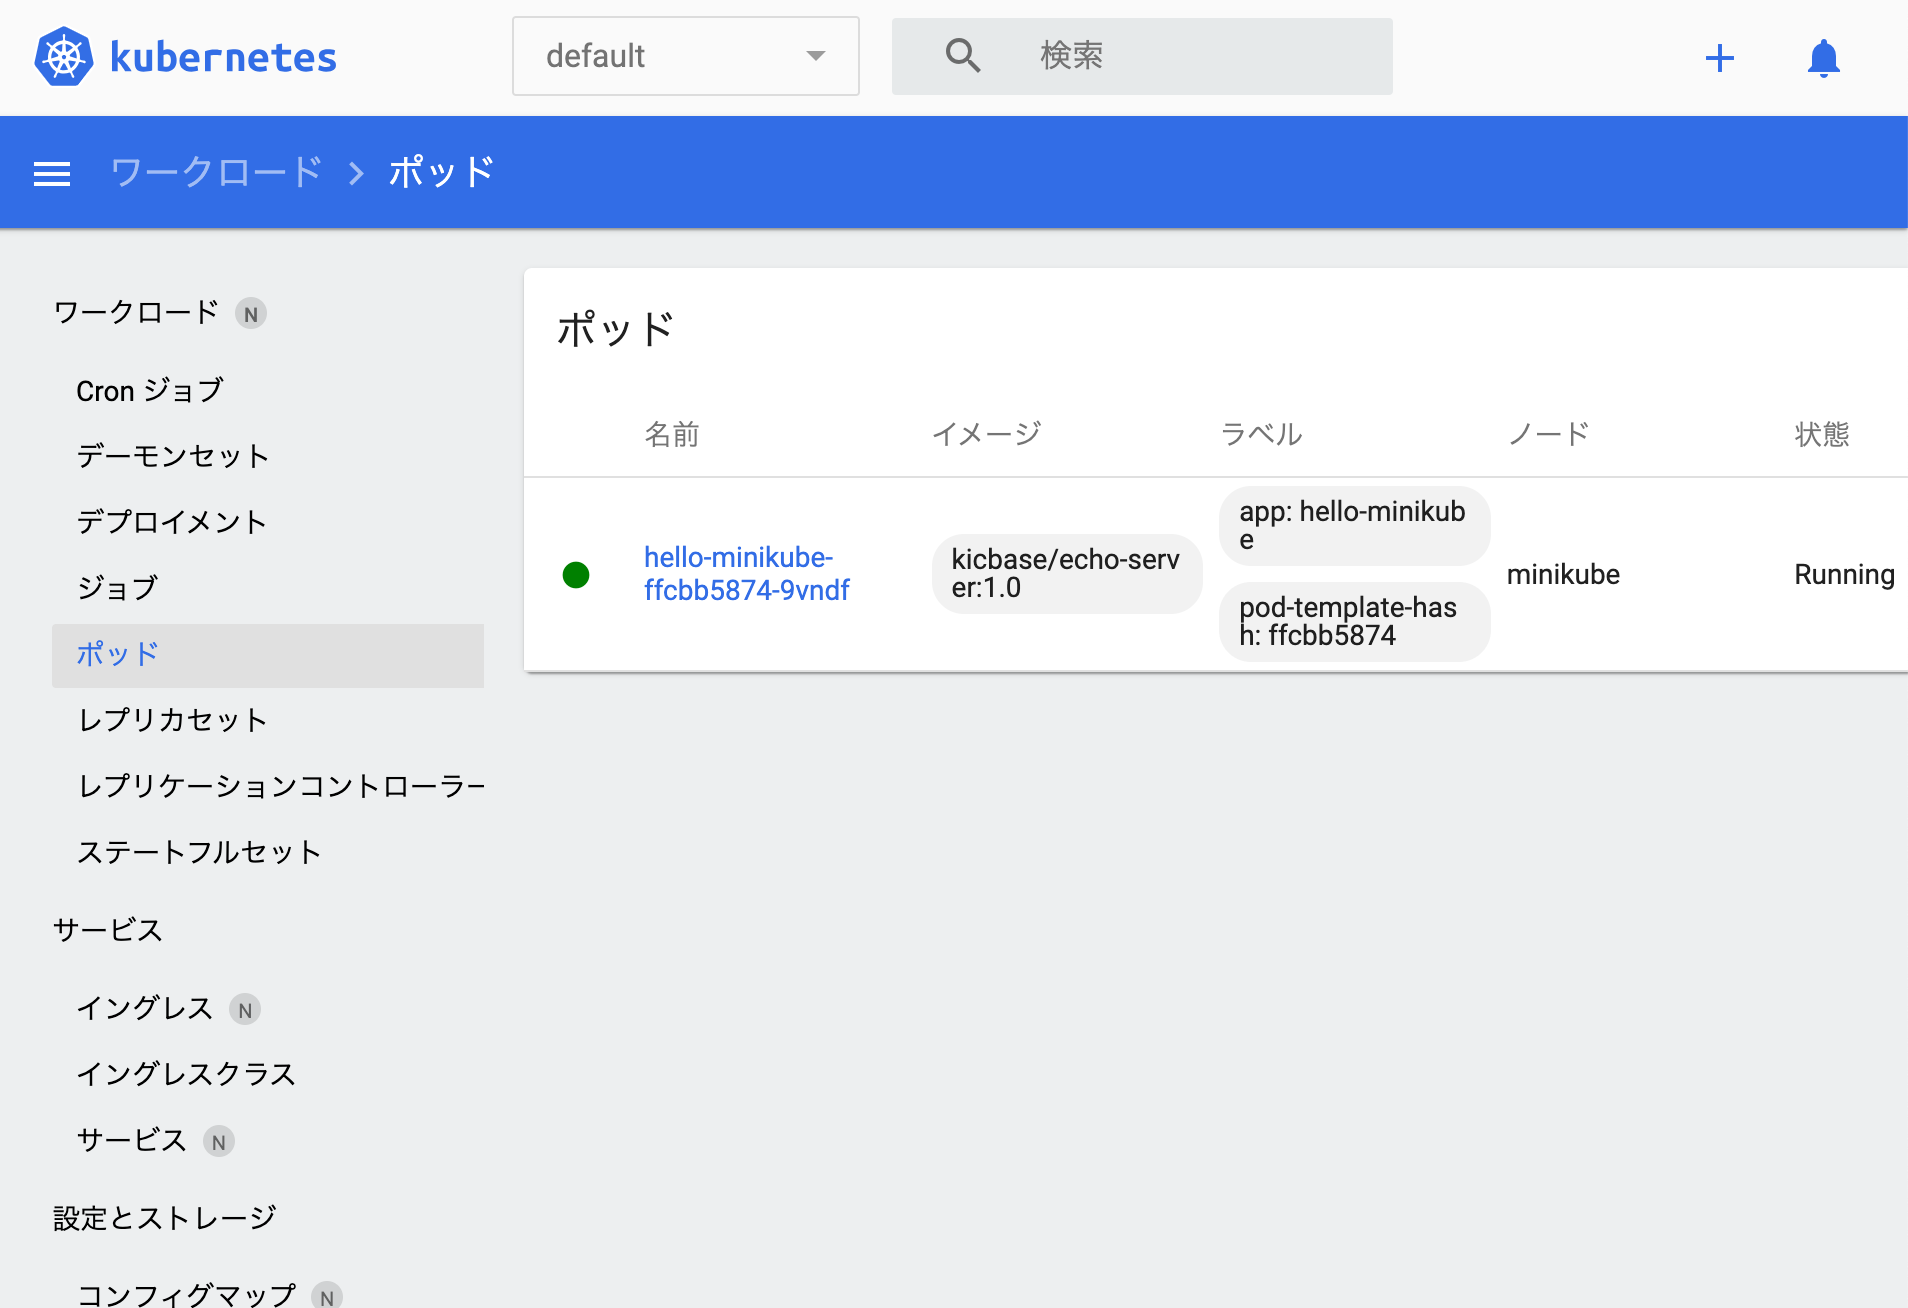 kubernetes
default
検索
ワークロード > ポッド
ワークロード N
Cron ジョブ
デーモンセット
デプロイメント
ジョブ
ポッド
レプリカセット
レプリケーションコントローラー
ステートフルセット
サービス
イングレス N
イングレスクラス
サービス N
設定とストレージ
コンフィグマップ N
ポッド
名前 イメージ ラベル ノード 状態
hello-minikube-
ffcbb5874-9vndf
kicbase/echo-serv
er:1.0
app: hello-minikub
e
pod-template-has
h: ffcbb5874
minikube
Running